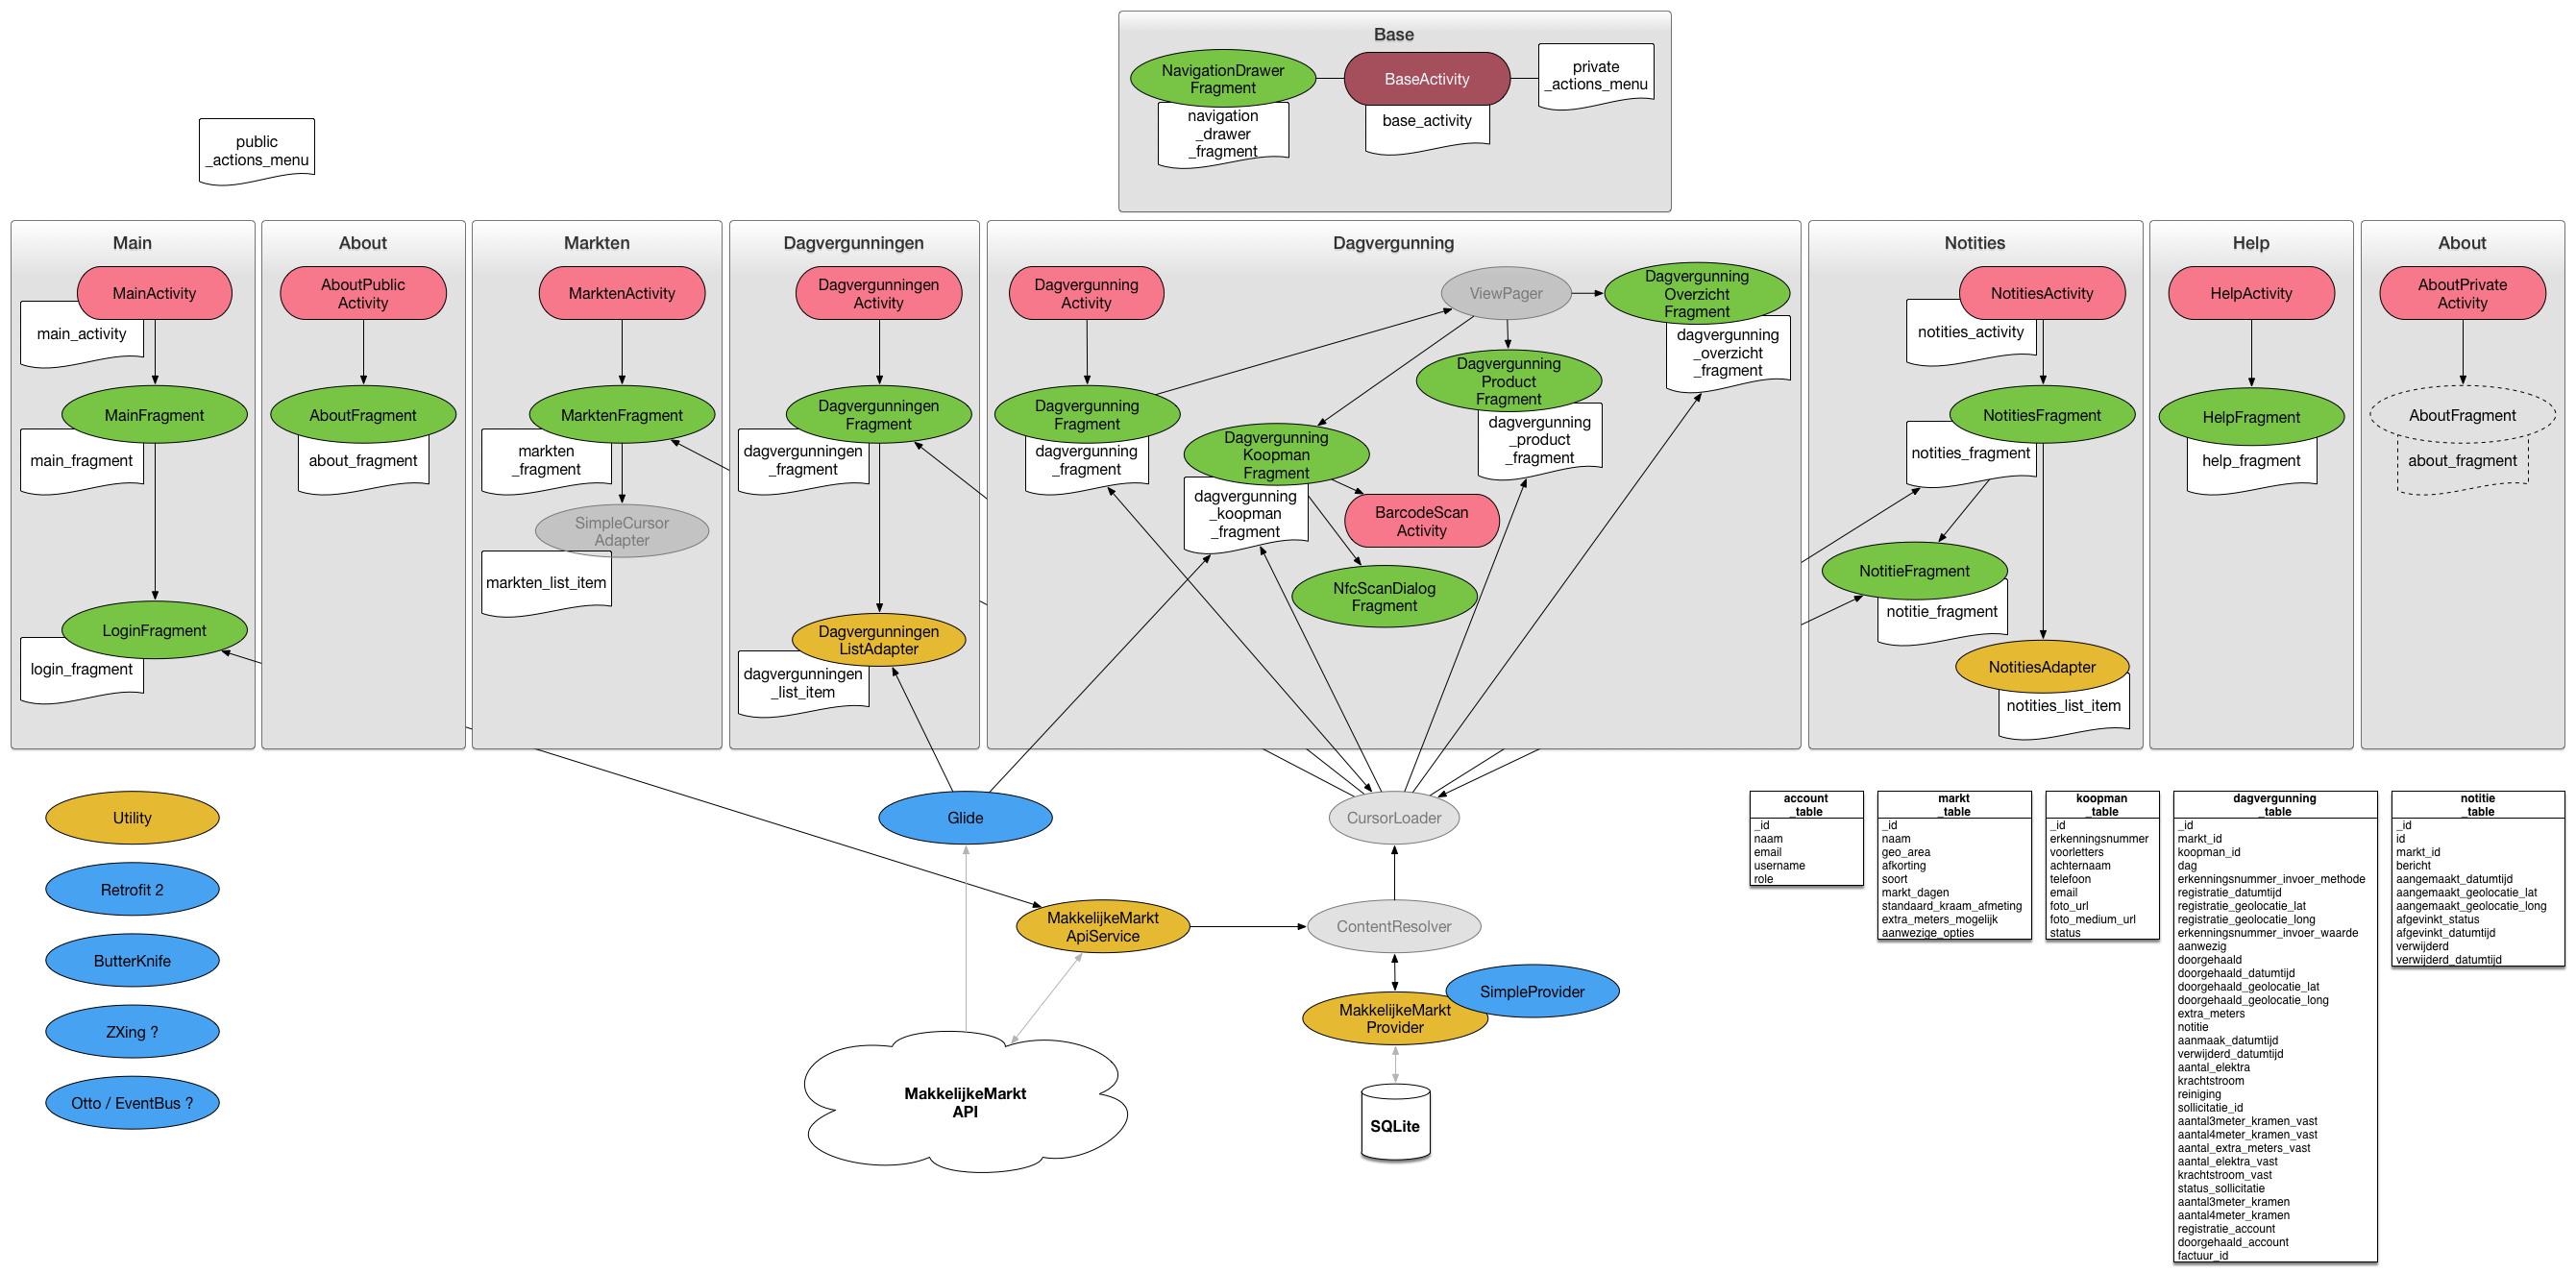 Base
NavigationDrawer
Fragment
navigation
_drawer
_fragment
BaseActivity
base_activity
private
_actions_menu
public
_actions_menu
Main
MainActivity
main_activity
MainFragment
main_fragment
LoginFragment
login_fragment
About
AboutPublic
Activity
AboutFragment
about_fragment
Markten
MarktenActivity
MarktenFragment
markten
_fragment
SimpleCursor
Adapter
markten_list_item
Dagvergunningen
Dagvergunningen
Activity
Dagvergunningen
Fragment
dagvergunningen
_fragment
Dagvergunningen
ListAdapter
dagvergunningen
_list_item
Dagvergunning
Dagvergunning
Activity
Dagvergunning
Fragment
dagvergunning
_fragment
ViewPager
Dagvergunning
Overzicht
Fragment
dagvergunning
_overzicht
_fragment
Dagvergunning
Product
Fragment
dagvergunning
_product
_fragment
Dagvergunning
Koopman
Fragment
dagvergunning
_koopman
_fragment
BarcodeScan
Activity
NfcScanDialog
Fragment
Notities
NotitiesActivity
notities_activity
NotitiesFragment
notities_fragment
NotitieFragment
notitie_fragment
NotitiesAdapter
notities_list_item
Help
HelpActivity
HelpFragment
help_fragment
About
AboutPrivate
Activity
AboutFragment
about_fragment
Utility
Retrofit 2
ButterKnife
ZXing ?
Otto / EventBus ?
Glide
MakkelijkeMarkt
ApiService
MakkelijkeMarkt
API
CursorLoader
ContentResolver
MakkelijkeMarkt
Provider
SimpleProvider
SQLite
account
_table
_id
naam
email
username
role
markt
_table
_id
naam
geo_area
afkorting
soort
markt_dagen
standaard_kraam_afmeting
extra_meters_mogelijk
aanwezige_opties
koopman
_table
_id
erkenningsnummer
voorletters
achternaam
telefoon
email
foto_url
foto_medium_url
status
dagvergunning
_table
_id
markt_id
koopman_id
dag
erkenningsnummer_invoer_methode
registratie_datumtijd
registratie_geolocatie_lat
registratie_geolocatie_long
erkenningsnummer_invoer_waarde
aanwezig
doorgehaald
doorgehaald_datumtijd
doorgehaald_geolocatie_lat
doorgehaald_geolocatie_long
extra_meters
notitie
aanmaak_datumtijd
verwijderd_datumtijd
aantal_elektra
krachtstroom
reiniging
sollicitatie_id
aantal3meter_kramen_vast
aantal4meter_kramen_vast
aantal_extra_meters_vast
aantal_elektra_vast
krachtstroom_vast
status_sollicitatie
aantal3meter_kramen
aantal4meter_kramen
registratie_account
doorgehaald_account
factuur_id
notitie
_table
_id
id
markt_id
bericht
aangemaakt_datumtijd
aangemaakt_geolocatie_lat
aangemaakt_geolocatie_long
afgevinkt_status
afgevinkt_datumtijd
verwijderd
verwijderd_datumtijd